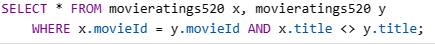 SELECT * FROM movieratings520 x, movieratings520 y
WHERE x.movieId = y.movieId AND x.title <> y.title;